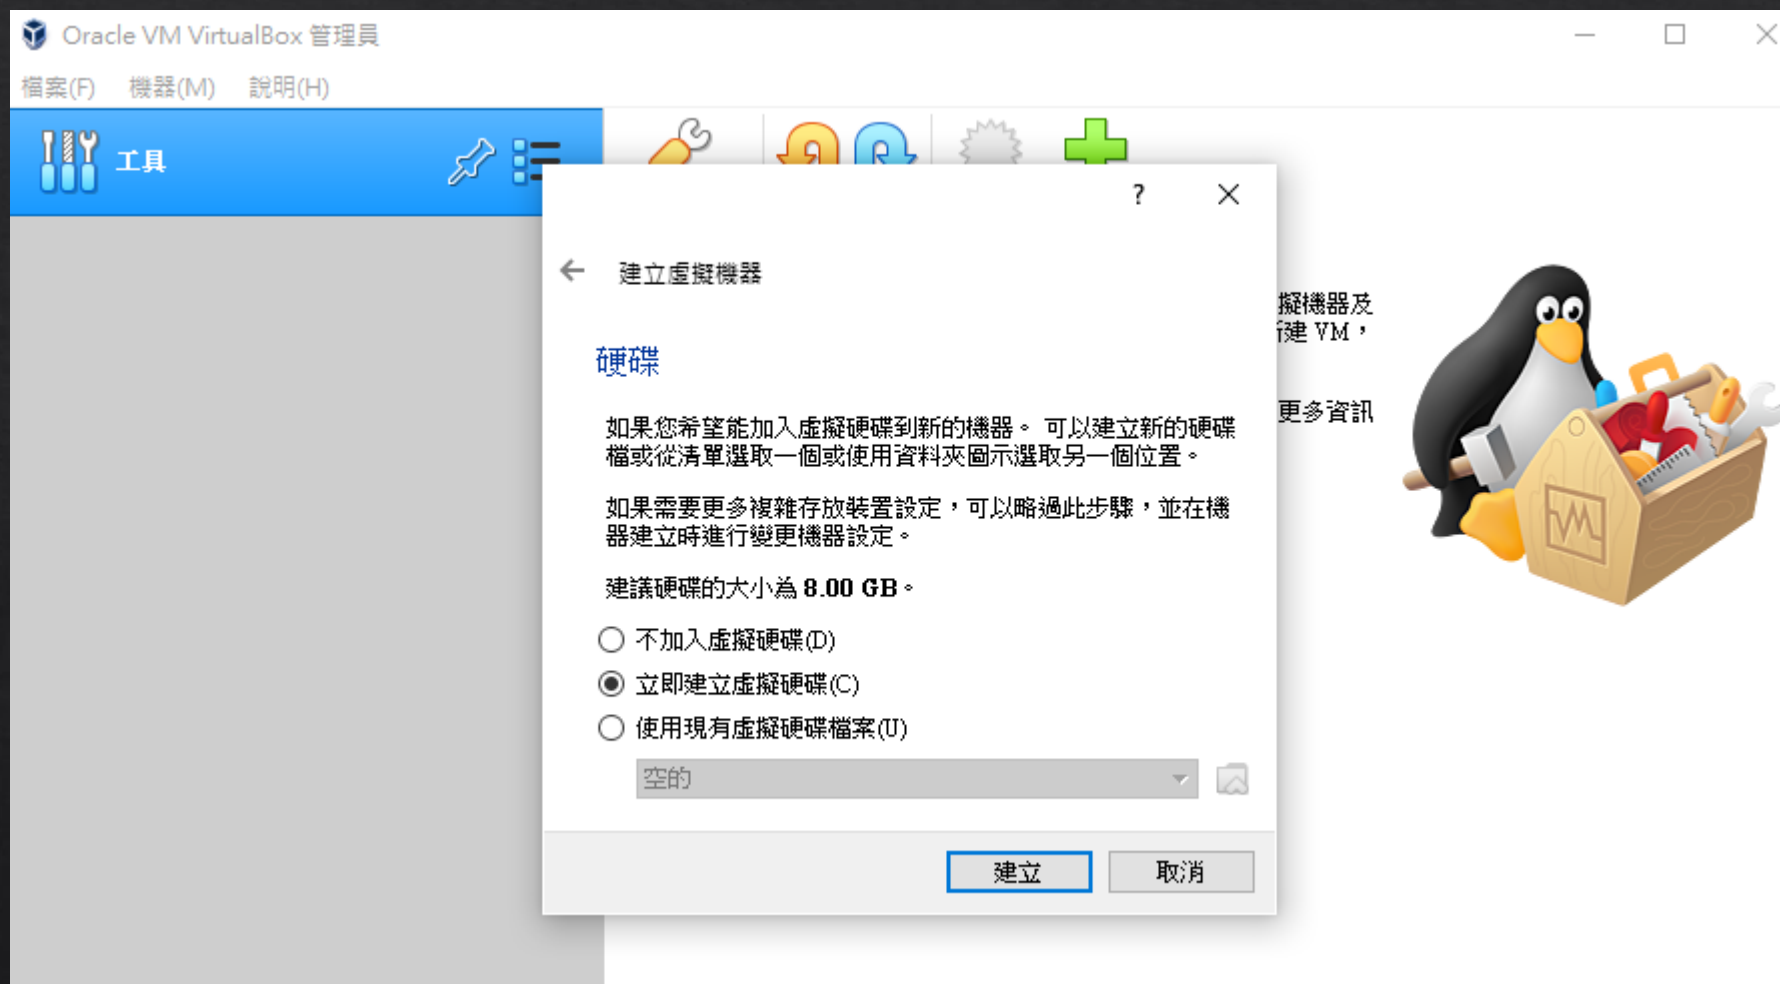 Oracle VM VirtualBox 管理員
檔案(F) 機器(M) 說明(H)
工具
?
建立虛擬機器
擬機器及
建 VM，
硬碟
更多資訊
如果您希望能加入虛擬硬碟到新的機器。 可以建立新的硬碟
檔或從清單選取一個或使用資料夾圖示選取另一個位置。
如果需要更多複雜存放裝置設定，可以略過此步驟，並在機
器建立時進行變更機器設定。
建議硬碟的大小為 8.00 GB。
不加入虛擬硬碟(D)
立即建立虛擬硬碟(C)
使用現有虛擬硬碟檔案(U)
空的
建立 取消